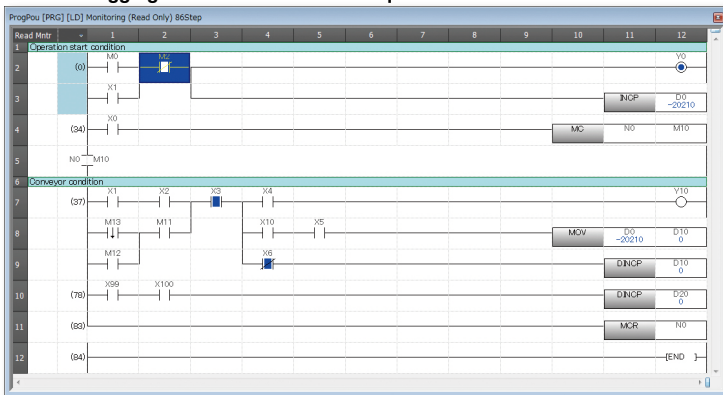 ProgPou [PRG] [LD] Monitoring (Read Only) 86Step
Read Mntr 1 2 3 4 5 6 7 8 9 10 11 12
1 Operation start condition
M0 M2 Y0
2 (0)
X1
3 INCP D0
-20210
X0
4 (34) MC N0 M10
5 N0 M10
6 Conveyor condition
X1 X2 X3 X4 Y10
7 (37)
M13 M11 X10 X5
8 MOV D0 D10
-20210 0
M12 X6
9 DINCP D10
0
X99 X100
10 (78) DINCP D20
0
11 (83) MCR N0
12 (84) [END ]